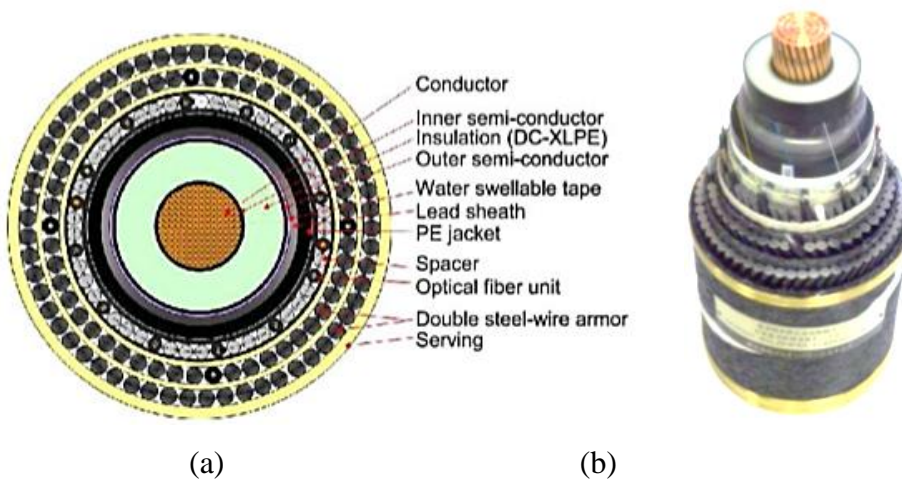 Conductor
Inner semi-conductor
Insulation (DC-XLPE)
Outer semi-conductor
Water swellable tape
Lead sheath
PE jacket
Spacer
Optical fiber unit
Double steel-wire armor
Serving
(a) (b)